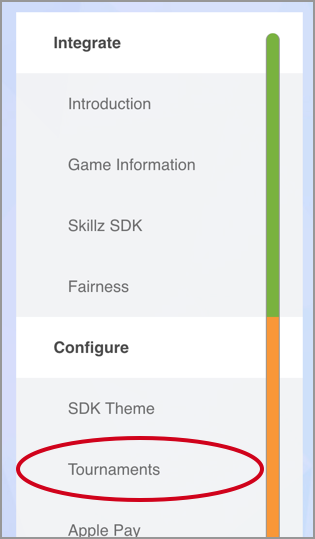 Integrate
Introduction
Game Information
Skillz SDK
Fairness
Configure
SDK Theme
Tournaments
Apple Pay